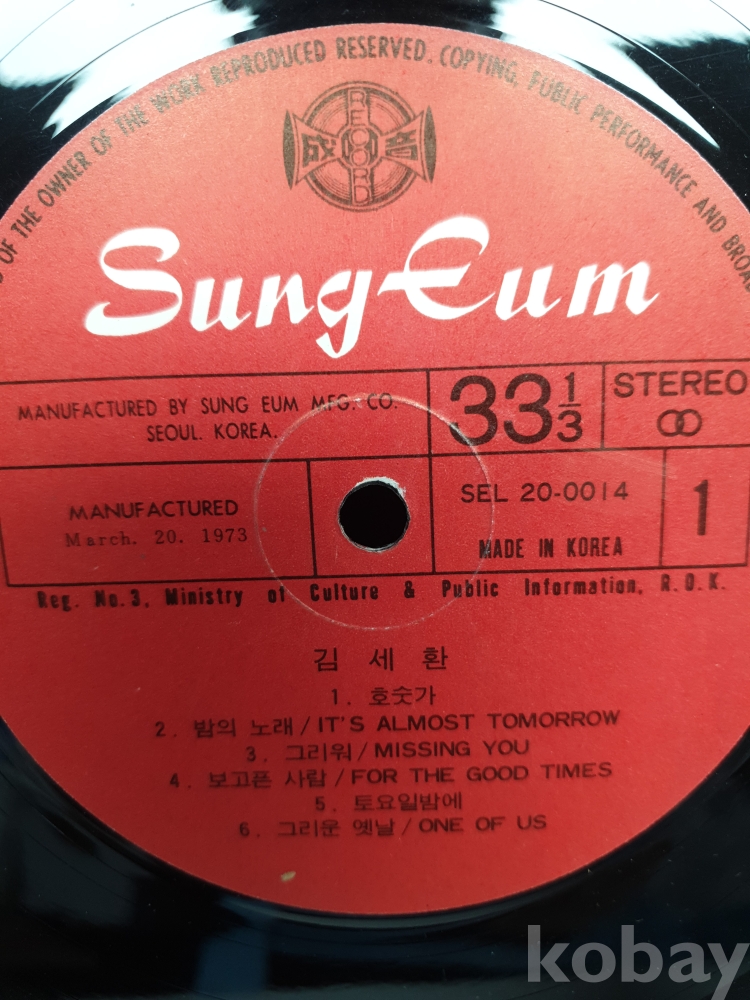 OF THE OWNER OF THE WORK REPRODUCED RESERVED. COPYING, PUBLIC PERFORMANCE AND
RECORD
成音
Sung Eum
MANUFACTURED BY SUNG EUM MFG. CO.
SEOUL. KOREA.
33 1/3
STEREO
MANUFACTURED
March. 20. 1973
SEL 20-0014
MADE IN KOREA
1
Reg. No.3, Ministry of Culture & Public Information, R.O.K.
김 세 환
1. 호숫가
2. 밤의 노래/IT'S ALMOST TOMORROW
3. 그리워/MISSING YOU
4. 보고픈 사람/FOR THE GOOD TIMES
5. 토요일밤에
6. 그리운 옛날/ONE OF US
kobay